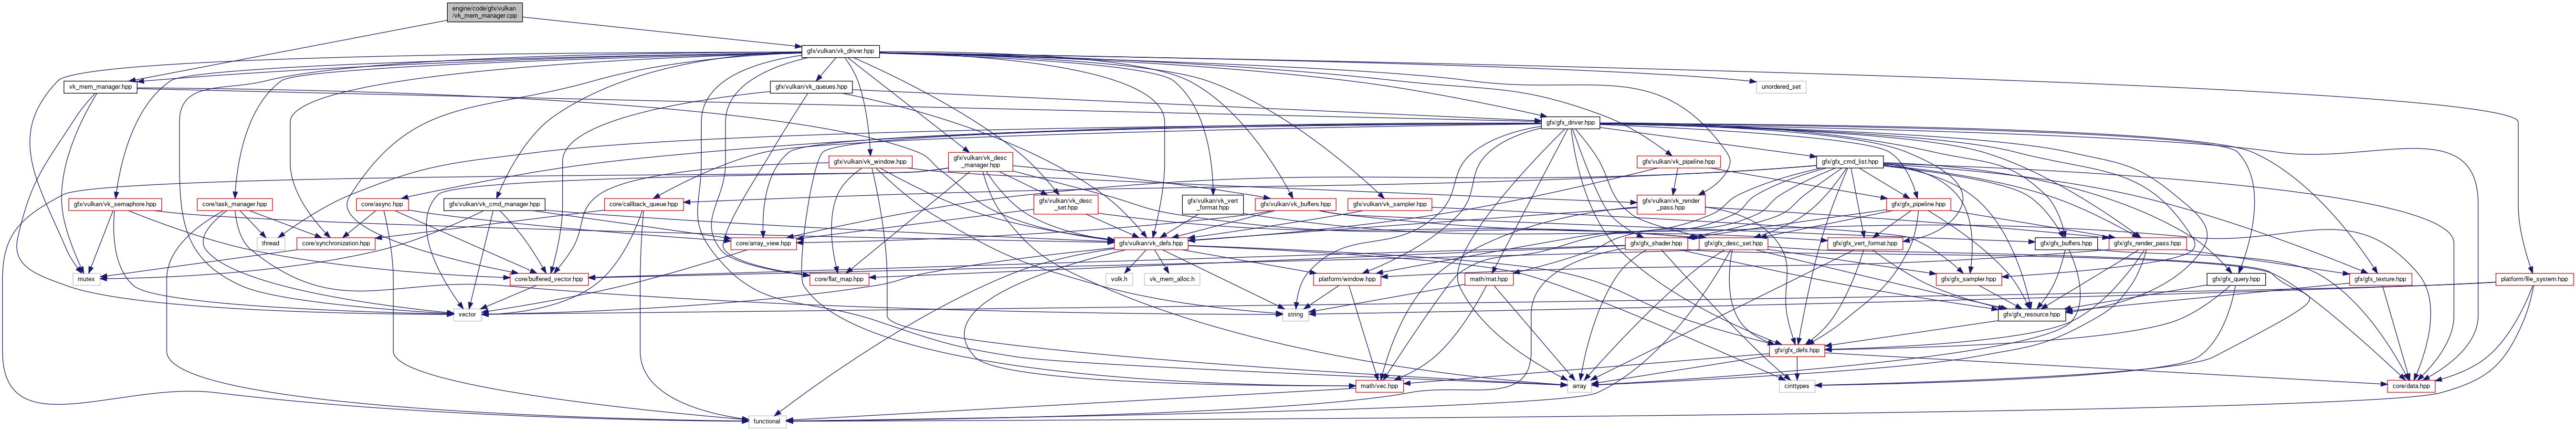 engine/code/gfx/vulkan
/vk_mem_manager.cpp
gfx/vulkan/vk_driver.hpp
vk_mem_manager.hpp
gfx/vulkan/vk_queues.hpp
unordered_set
gfx/gfx_driver.hpp
gfx/vulkan/vk_window.hpp
gfx/vulkan/vk_desc
_manager.hpp
gfx/vulkan/vk_pipeline.hpp
gfx/gfx_cmd_list.hpp
gfx/vulkan/vk_semaphore.hpp
core/task_manager.hpp
core/async.hpp
gfx/vulkan/vk_cmd_manager.hpp
core/callback_queue.hpp
gfx/vulkan/vk_desc
_set.hpp
gfx/vulkan/vk_vert
_format.hpp
gfx/vulkan/vk_buffers.hpp
gfx/vulkan/vk_sampler.hpp
gfx/vulkan/vk_render
_pass.hpp
gfx/gfx_pipeline.hpp
thread
core/synchronization.hpp
core/array_view.hpp
gfx/vulkan/vk_defs.hpp
gfx/gfx_shader.hpp
gfx/gfx_desc_set.hpp
gfx/gfx_vert_format.hpp
gfx/gfx_buffers.hpp
gfx/gfx_render_pass.hpp
mutex
core/buffered_vector.hpp
core/flat_map.hpp
volk.h
vk_mem_alloc.h
platform/window.hpp
math/mat.hpp
gfx/gfx_sampler.hpp
gfx/gfx_query.hpp
gfx/gfx_texture.hpp
platform/file_system.hpp
vector
string
gfx/gfx_resource.hpp
gfx/gfx_defs.hpp
math/vec.hpp
array
cinttypes
core/data.hpp
functional